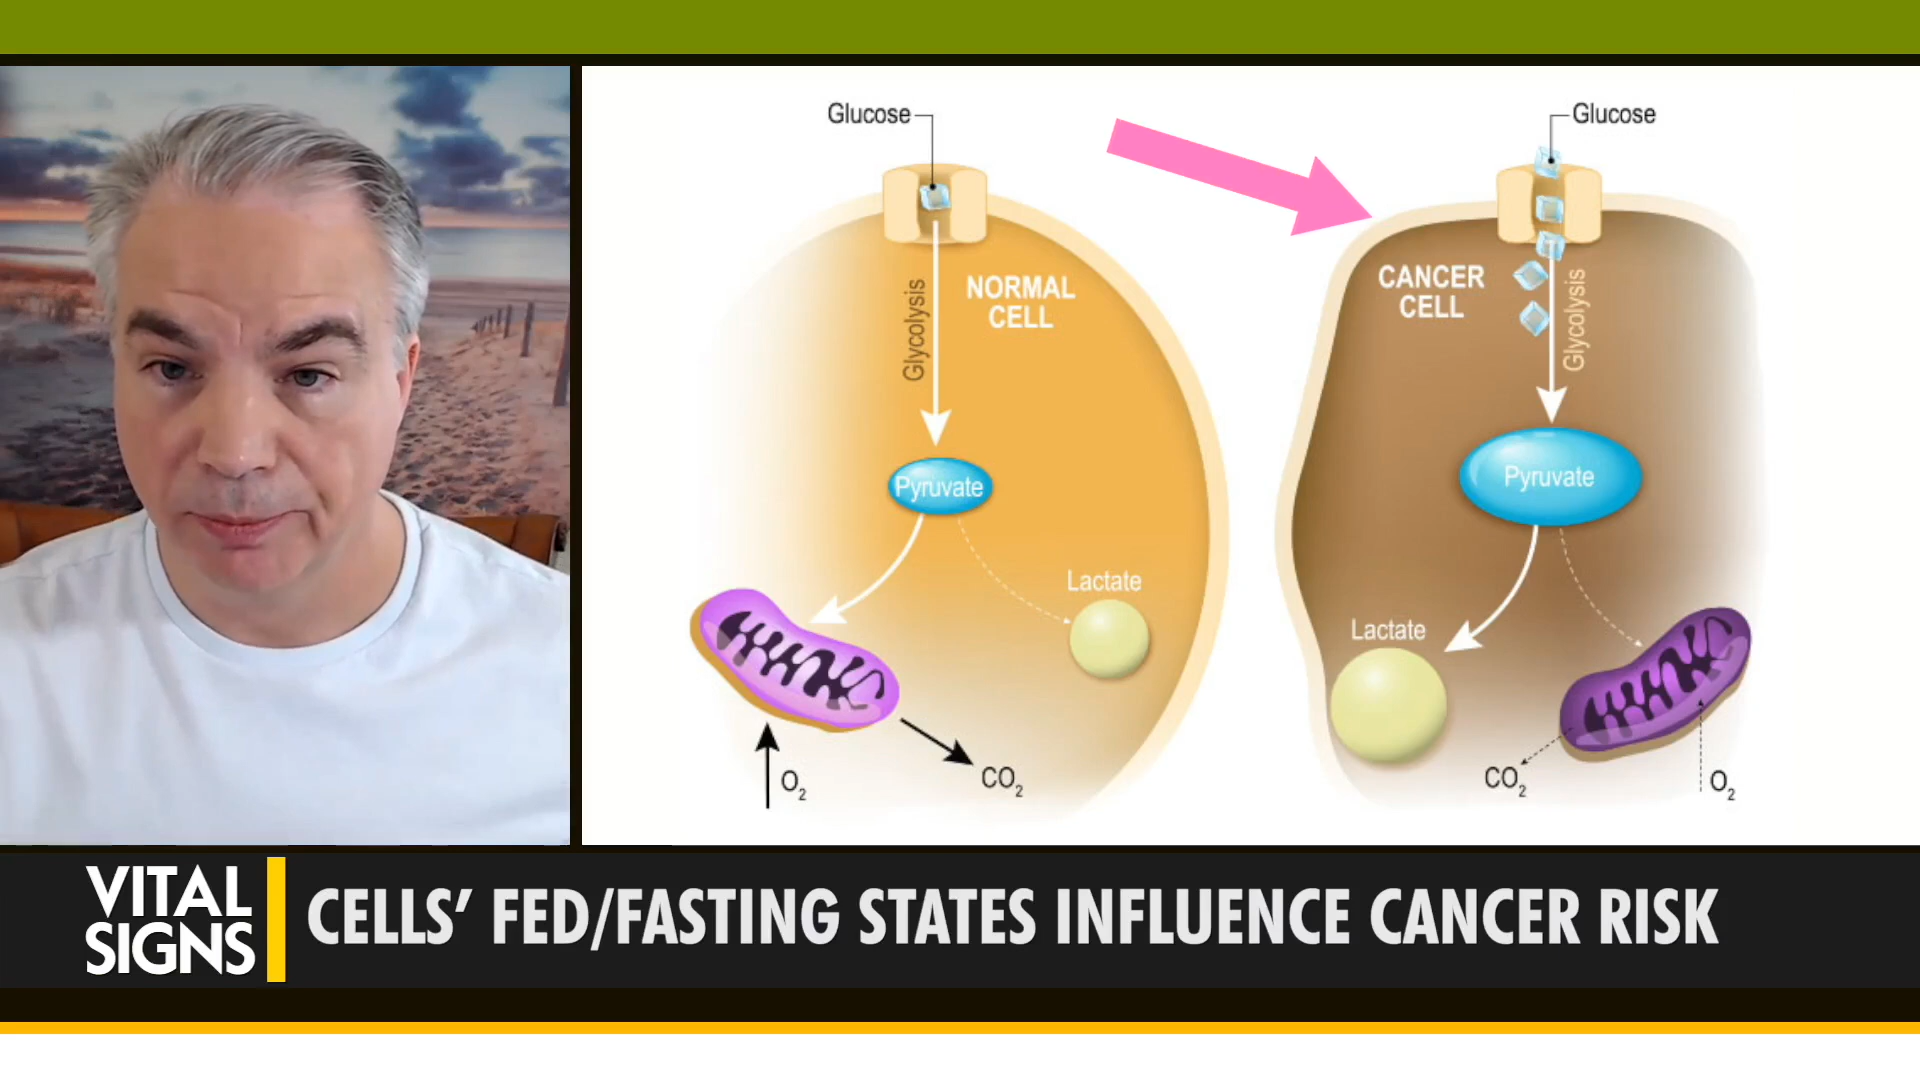 Glucose
Glycolysis
NORMAL
CELL
Pyruvate
Lactate
O2
CO2
Glucose
CANCER
CELL
Glycolysis
Pyruvate
Lactate
CO2
O2
VITAL
SIGNS
CELLS’ FED/FASTING STATES INFLUENCE CANCER RISK